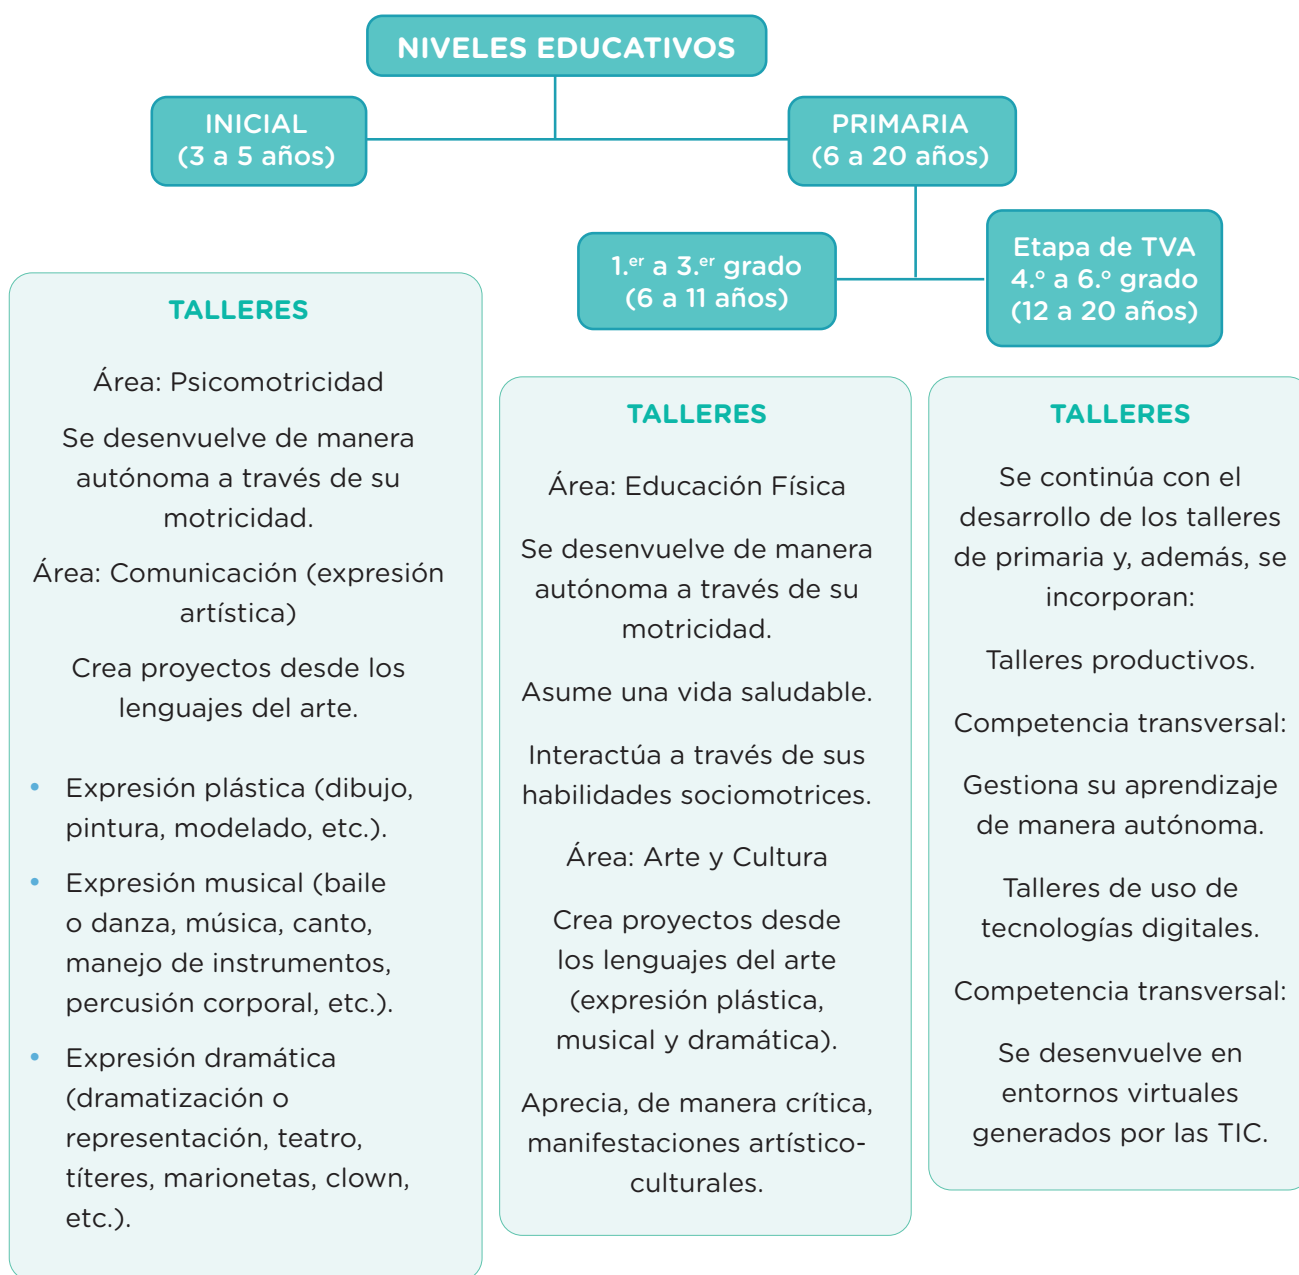 NIVELES EDUCATIVOS
INICIAL
(3 a 5 años)
PRIMARIA
(6 a 20 años)
1.er a 3.er grado
(6 a 11 años)
Etapa de TVA
4.º a 6.º grado
(12 a 20 años)
TALLERES
Área: Psicomotricidad
Se desenvuelve de manera
autónoma a través de su
motricidad.
Área: Comunicación (expresión
artística)
Crea proyectos desde los
lenguajes del arte.
• Expresión plástica (dibujo,
pintura, modelado, etc.).
• Expresión musical (baile
o danza, música, canto,
manejo de instrumentos,
percusión corporal, etc.).
• Expresión dramática
(dramatización o
representación, teatro,
títeres, marionetas, clown,
etc.).
TALLERES
Área: Educación Física
Se desenvuelve de manera
autónoma a través de su
motricidad.
Asume una vida saludable.
Interactúa a través de sus
habilidades sociomotrices.
Área: Arte y Cultura
Crea proyectos desde
los lenguajes del arte
(expresión plástica,
musical y dramática).
Aprecia, de manera crítica,
manifestaciones artístico-
culturales.
TALLERES
Se continúa con el
desarrollo de los talleres
de primaria y, además, se
incorporan:
Talleres productivos.
Competencia transversal:
Gestiona su aprendizaje
de manera autónoma.
Talleres de uso de
tecnologías digitales.
Competencia transversal:
Se desenvuelve en
entornos virtuales
generados por las TIC.